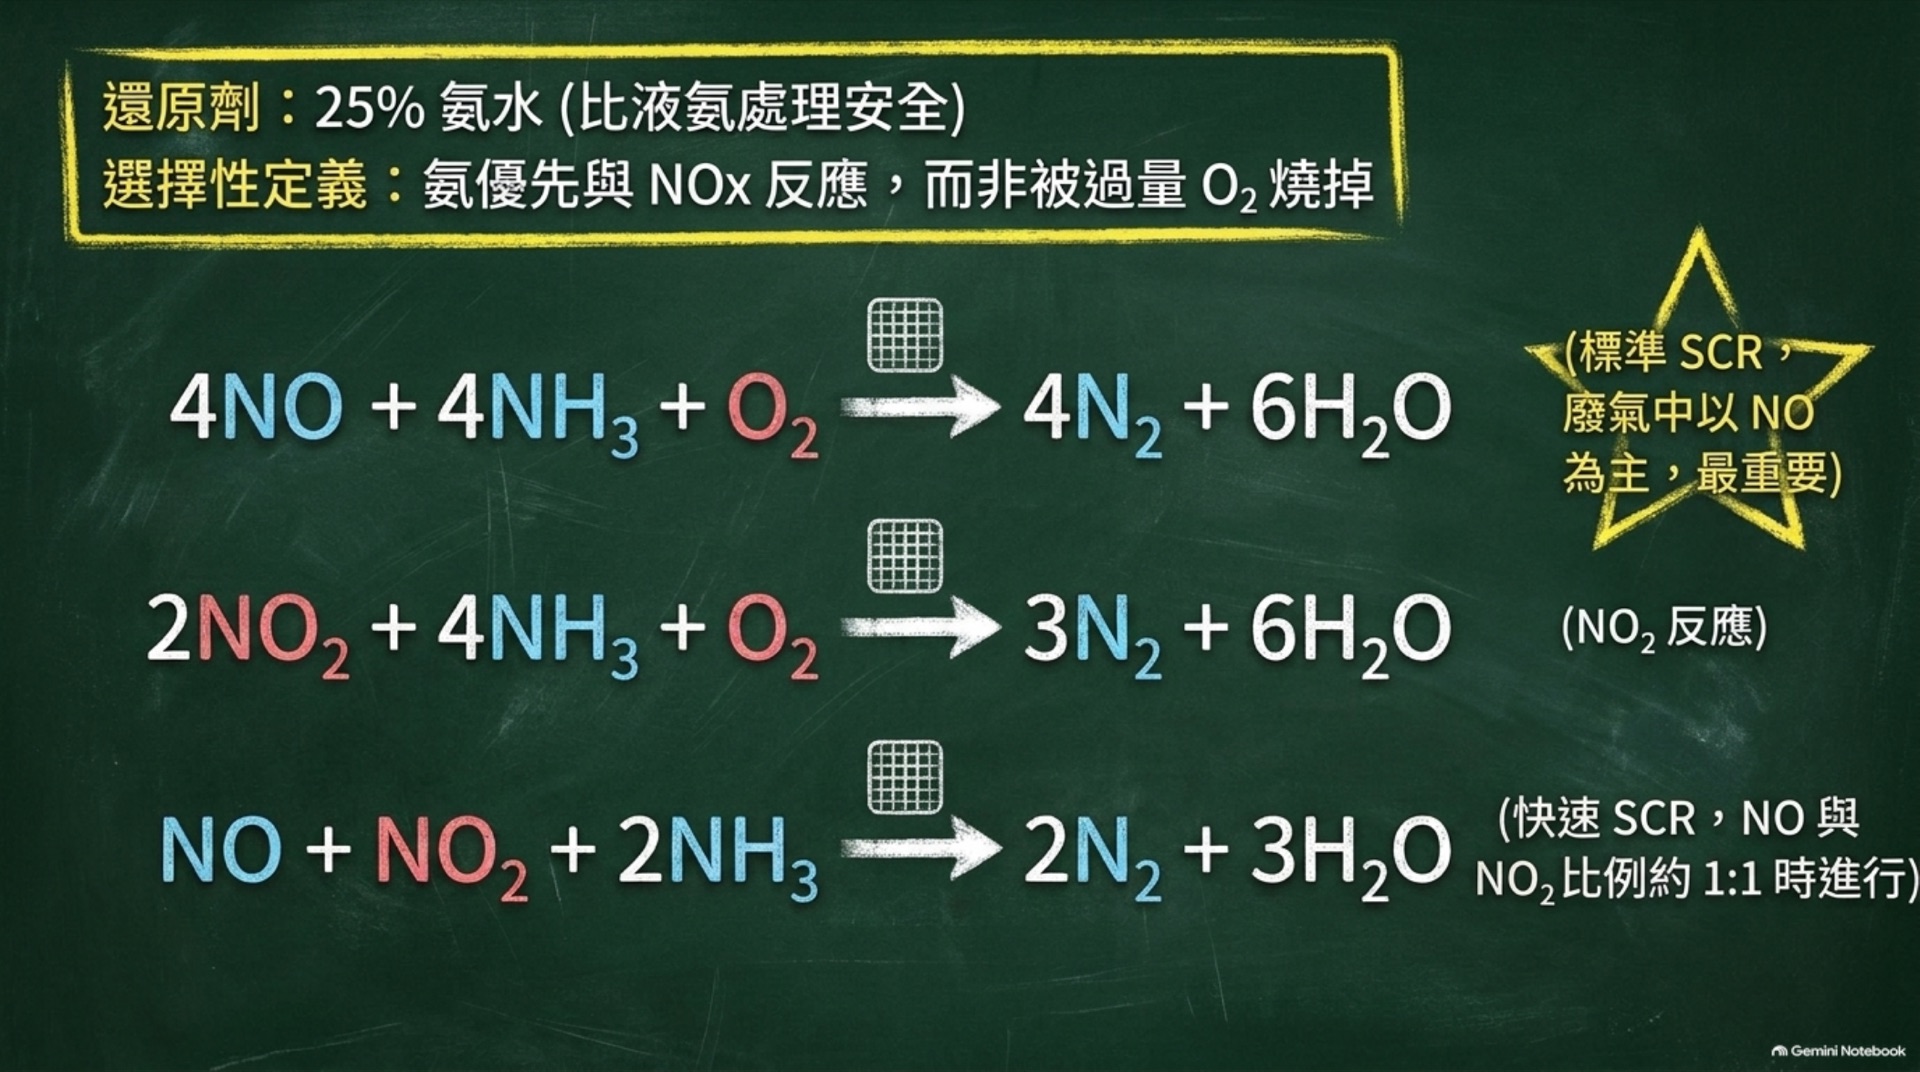 還原劑：25% 氨水 (比液氨處理安全)
選擇性定義：氨優先與 NOx 反應，而非被過量 O₂ 燒掉
4NO + 4NH₃ + O₂ → 4N₂ + 6H₂O
(標準 SCR，
廢氣中以 NO
為主，最重要)
2NO₂ + 4NH₃ + O₂ → 3N₂ + 6H₂O
(NO₂ 反應)
NO + NO₂ + 2NH₃ → 2N₂ + 3H₂O
(快速 SCR，NO 與
NO₂ 比例約 1:1 時進行)
Gemini Notebook